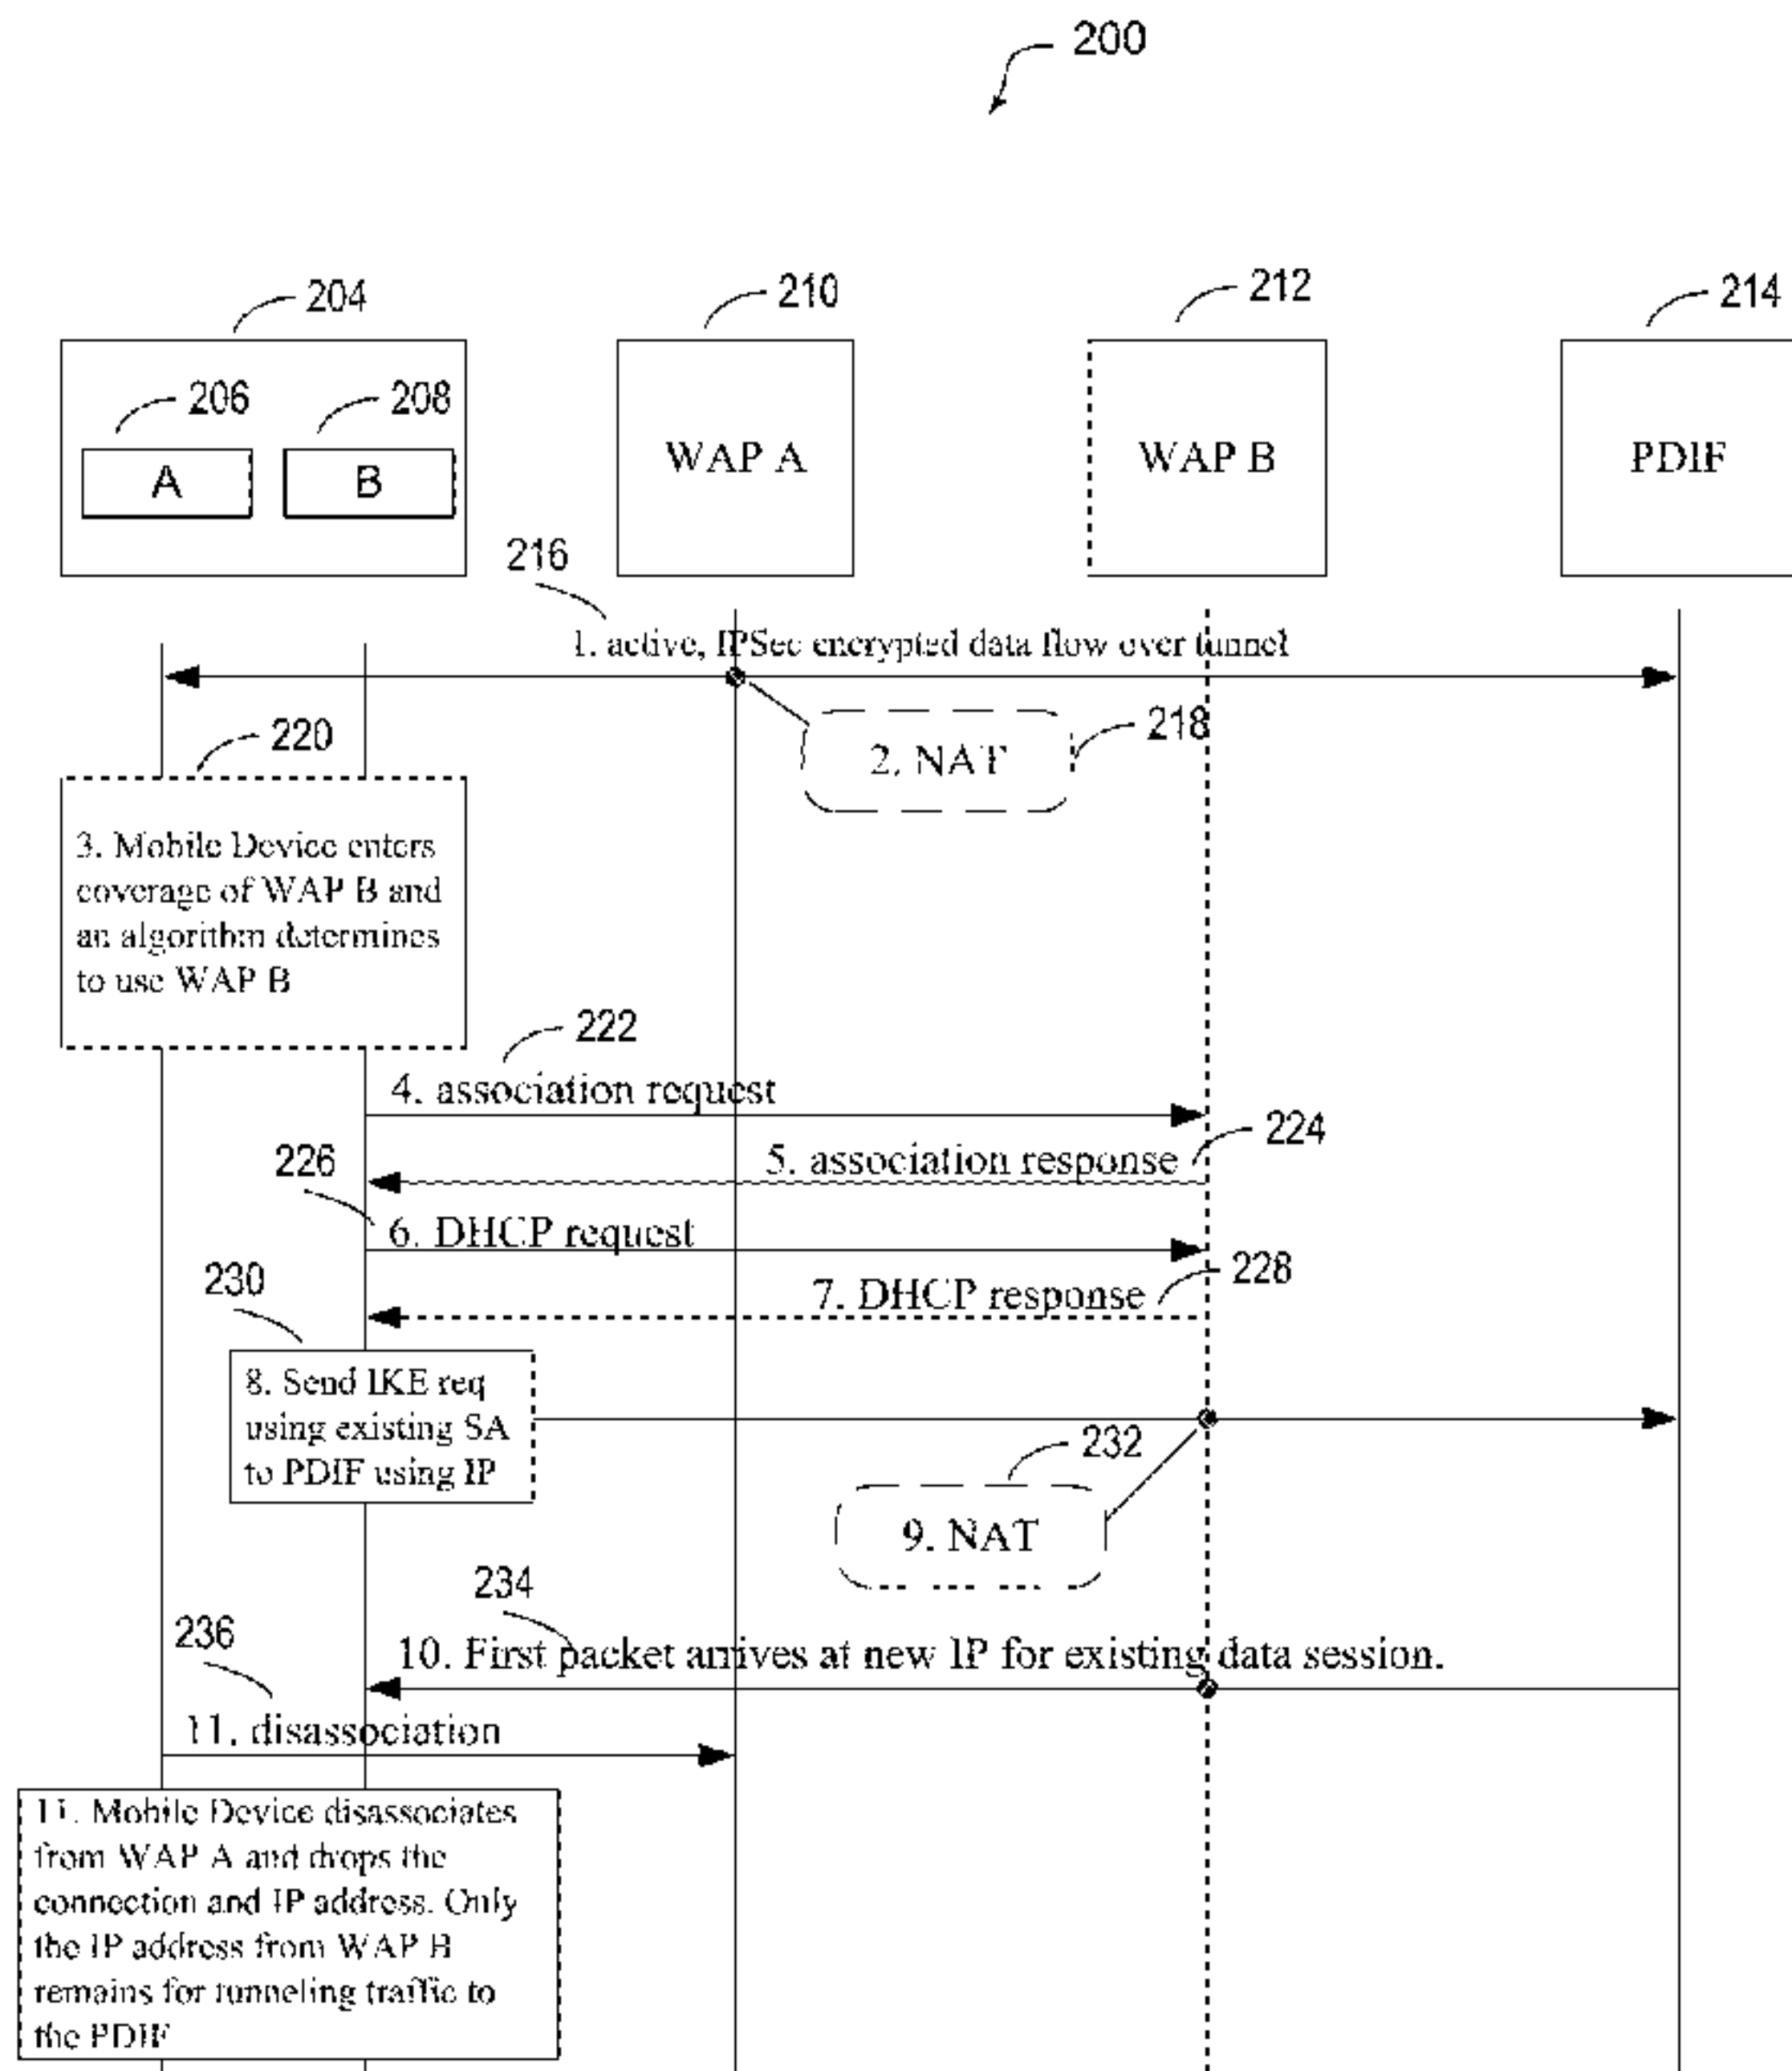 200
204
210
212
214
206
208
A
B
WAP A
WAP B
PDIF
216
1. active, IPSec encrypted data flow over tunnel
218
2. NAT
220
3. Mobile Device enters
coverage of WAP B and
an algorithm determines
to use WAP B
222
4. association request
224
5. association response
226
6. DHCP request
228
7. DHCP response
230
8. Send IKE req
using existing SA
to PDIF using IP
232
9. NAT
234
10. First packet arrives at new IP for existing data session.
236
11. disassociation
11. Mobile Device disassociates
from WAP A and drops the
connection and IP address. Only
the IP address from WAP B
remains for tunneling traffic to
the PDIF